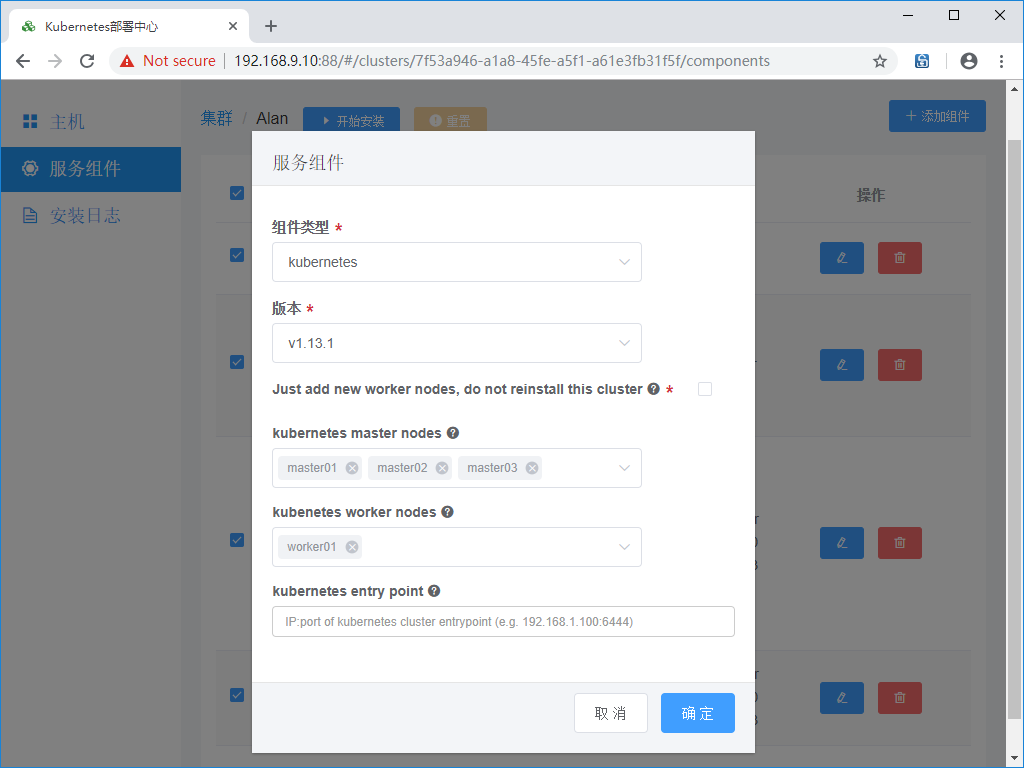 Kubernetes部署中心
Not secure
192.168.9.10:88/#/clusters/7f53a946-a1a8-45fe-a5f1-a61e3fb31f5f/components
主机
服务组件
安装日志
集群 / Alan
开始安装
重置
添加组件
操作
服务组件
组件类型 *
kubernetes
版本 *
v1.13.1
Just add new worker nodes, do not reinstall this cluster *
kubernetes master nodes
master01 master02 master03
kubenetes worker nodes
worker01
kubernetes entry point
IP:port of kubernetes cluster entrypoint (e.g. 192.168.1.100:6444)
取 消
确 定